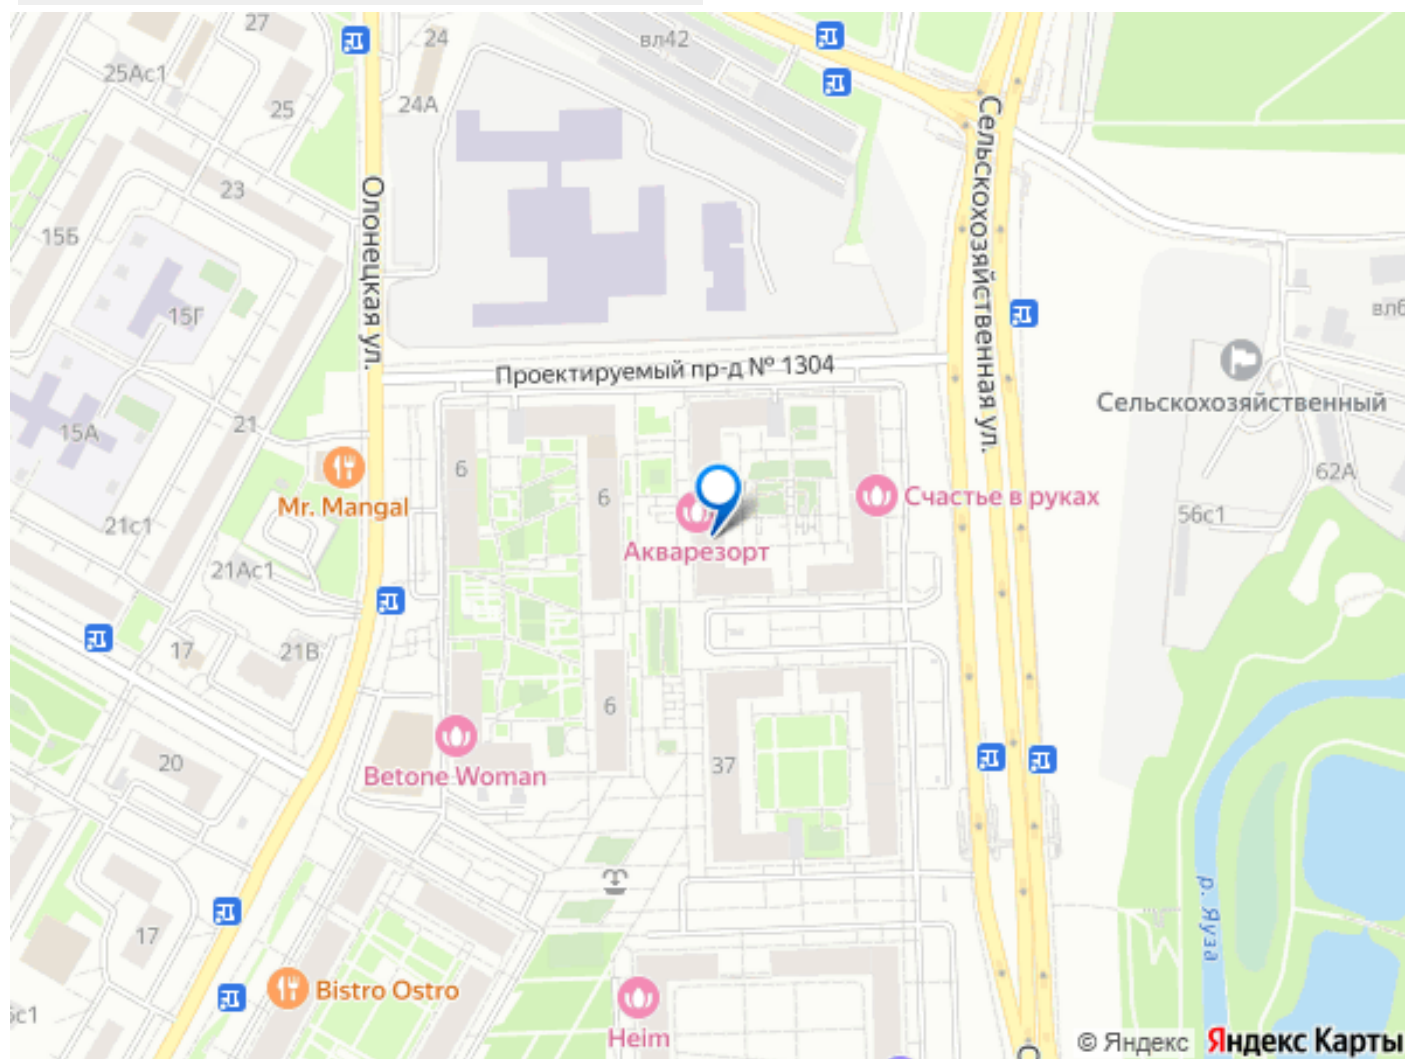 27
24
вл42
25Ас1
25
24А
Сельскохозяйственная ул.
Олонецкая ул.
23
15Б
15Г
влб
Проектируемый пр-д № 1304
Сельскохозяйственный
15А
21
6
6
62А
Mr. Mangal
Счастье в руках
21с1
56с1
Акварезорт
21Ас1
17
21В
6
20
37
Betone Woman
р. Яуза
17
Bistro Ostro
с1
Heim
С
© Яндекс Яндекс Карты